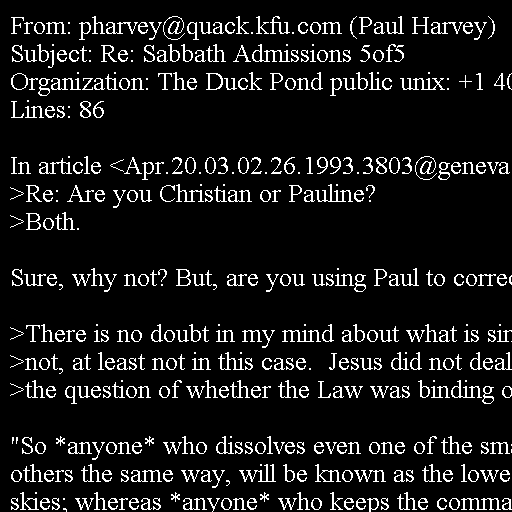 From: pharvey@quack.kfu.com (Paul Harvey)
Subject: Re: Sabbath Admissions 5of5
Organization: The Duck Pond public unix: +1 40
Lines: 86
In article <Apr.20.03.02.26.1993.3803@geneva
>Re: Are you Christian or Pauline?
>Both.
Sure, why not? But, are you using Paul to correc
>There is no doubt in my mind about what is sin
>not, at least not in this case.  Jesus did not deal
>the question of whether the Law was binding o
"So *anyone* who dissolves even one of the sma
others the same way, will be known as the lowe
skies; whereas *anyone* who keeps the comma